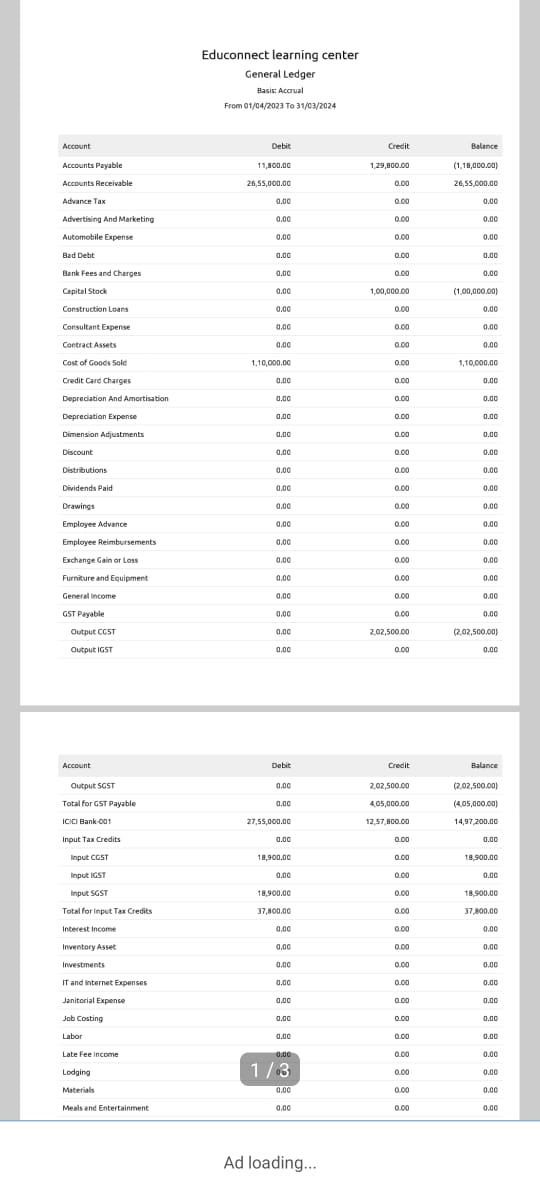 Educonnect learning center
General Ledger
Basis: Accrual
From 01/04/2023 To 31/03/2024
Account Debit Credit Balance
Accounts Payable 11,800.00 1,29,800.00 (1,18,000.00)
Accounts Receivable 26,55,000.00 0.00 26,55,000.00
Advance Tax 0.00 0.00 0.00
Advertising And Marketing 0.00 0.00 0.00
Automobile Expense 0.00 0.00 0.00
Bad Debt 0.00 0.00 0.00
Bank Fees and Charges 0.00 0.00 0.00
Capital Stock 0.00 1,00,000.00 (1,00,000.00)
Construction Loans 0.00 0.00 0.00
Consultant Expense 0.00 0.00 0.00
Contract Assets 0.00 0.00 0.00
Cost of Goods Sold 1,10,000.00 0.00 1,10,000.00
Credit Card Charges 0.00 0.00 0.00
Depreciation And Amortisation 0.00 0.00 0.00
Depreciation Expense 0.00 0.00 0.00
Dimension Adjustments 0.00 0.00 0.00
Discount 0.00 0.00 0.00
Distributions 0.00 0.00 0.00
Dividends Paid 0.00 0.00 0.00
Drawings 0.00 0.00 0.00
Employee Advance 0.00 0.00 0.00
Employee Reimbursements 0.00 0.00 0.00
Exchange Gain or Loss 0.00 0.00 0.00
Furniture and Equipment 0.00 0.00 0.00
General Income 0.00 0.00 0.00
GST Payable 0.00 0.00 0.00
Output CGST 0.00 2,02,500.00 (2,02,500.00)
Output IGST 0.00 0.00 0.00
Account Debit Credit Balance
Output SGST 0.00 2,02,500.00 (2,02,500.00)
Total for GST Payable 0.00 4,05,000.00 (4,05,000.00)
ICICI Bank-001 27,55,000.00 12,57,800.00 14,97,200.00
Input Tax Credits 0.00 0.00 0.00
Input CGST 18,900.00 0.00 18,900.00
Input IGST 0.00 0.00 0.00
Input SGST 18,900.00 0.00 18,900.00
Total for Input Tax Credits 37,800.00 0.00 37,800.00
Interest Income 0.00 0.00 0.00
Inventory Asset 0.00 0.00 0.00
Investments 0.00 0.00 0.00
IT and Internet Expenses 0.00 0.00 0.00
Janitorial Expense 0.00 0.00 0.00
Job Costing 0.00 0.00 0.00
Labor 0.00 0.00 0.00
Late Fee Income 0.00 0.00 0.00
Lodging 0.00 0.00
1 / 3
Materials 0.00 0.00 0.00
Meals and Entertainment 0.00 0.00 0.00
Ad loading...